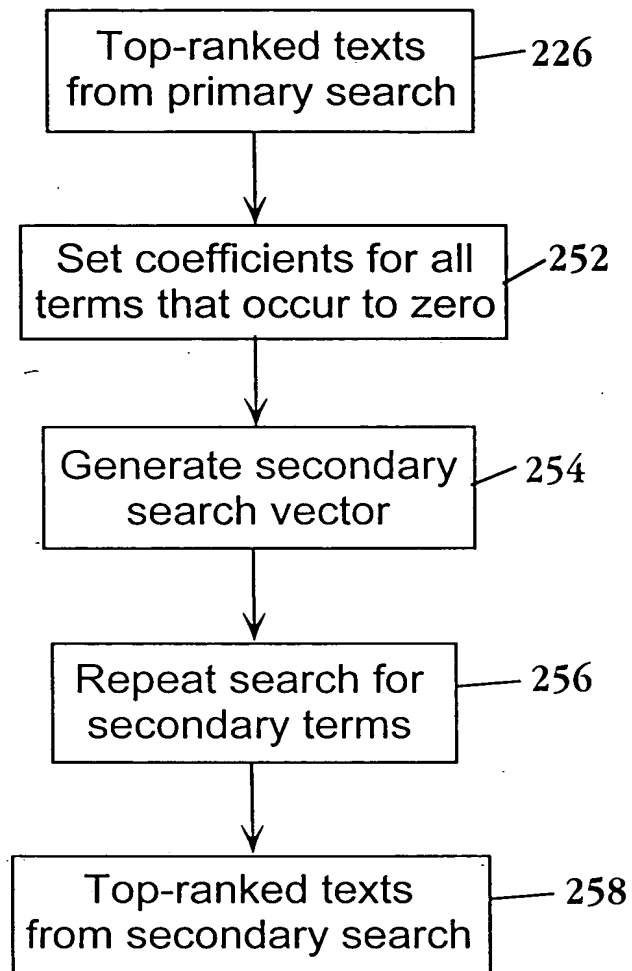 Top-ranked texts
from primary search
226
Set coefficients for all
terms that occur to zero
252
Generate secondary
search vector
254
Repeat search for
secondary terms
256
Top-ranked texts
from secondary search
258